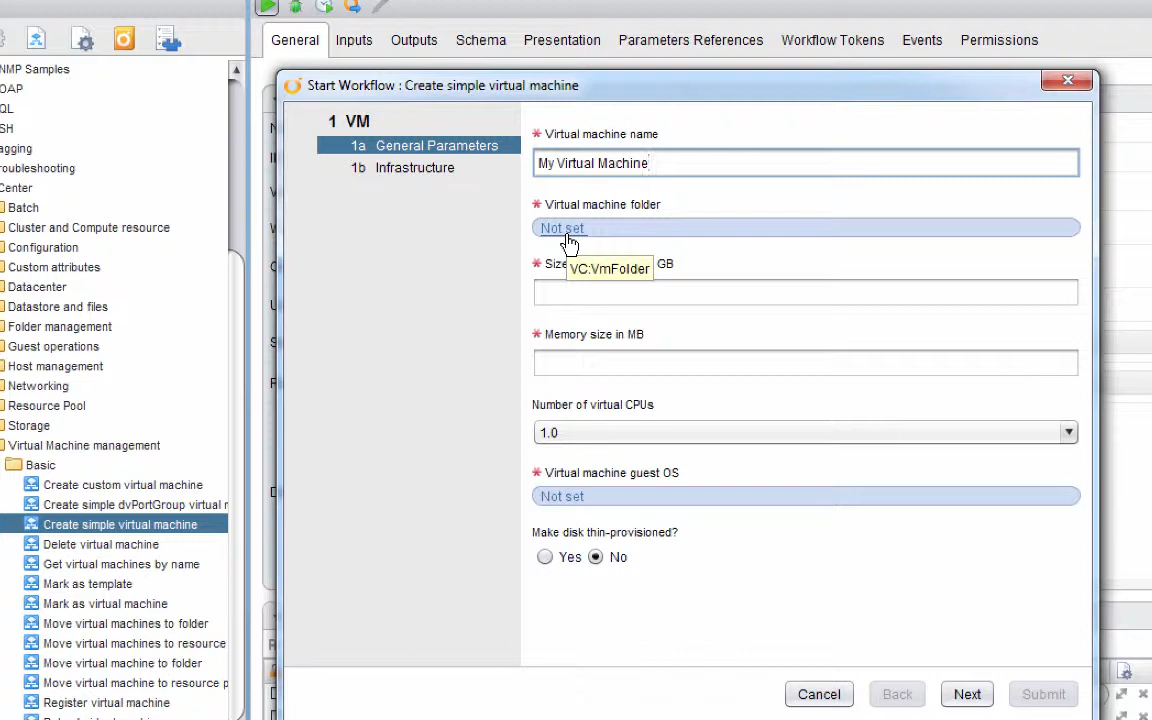 General Inputs Outputs Schema Presentation Parameters References Workflow Tokens Events Permissions
NMP Samples
OAP
QL
SH
agging
roubleshooting
Center
Batch
Cluster and Compute resource
Configuration
Custom attributes
Datacenter
Datastore and files
Folder management
Guest operations
Host management
Networking
Resource Pool
Storage
Virtual Machine management
Basic
Create custom virtual machine
Create simple dvPortGroup virtual r
Create simple virtual machine
Delete virtual machine
Get virtual machines by name
Mark as template
Mark as virtual machine
Move virtual machines to folder
Move virtual machines to resource
Move virtual machine to folder
Move virtual machine to resource p
Register virtual machine
Start Workflow : Create simple virtual machine
1 VM
1a General Parameters
1b Infrastructure
* Virtual machine name
My Virtual Machine
* Virtual machine folder
Not set
VC:VmFolder
* Size GB
* Memory size in MB
Number of virtual CPUs
1.0
* Virtual machine guest OS
Not set
Make disk thin-provisioned?
Yes No
Cancel Back Next Submit